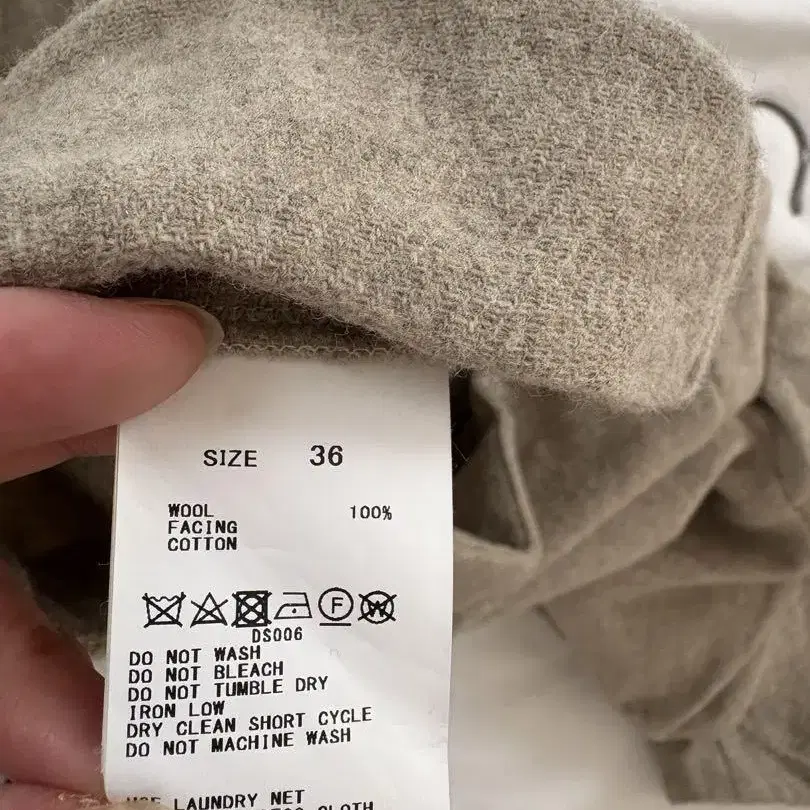 SIZE 36
WOOL 100%
FACING
COTTON
F W
DS006
DO NOT WASH
DO NOT BLEACH
DO NOT TUMBLE DRY
IRON LOW
DRY CLEAN SHORT CYCLE
DO NOT MACHINE WASH
USE LAUNDRY NET
CLOTH